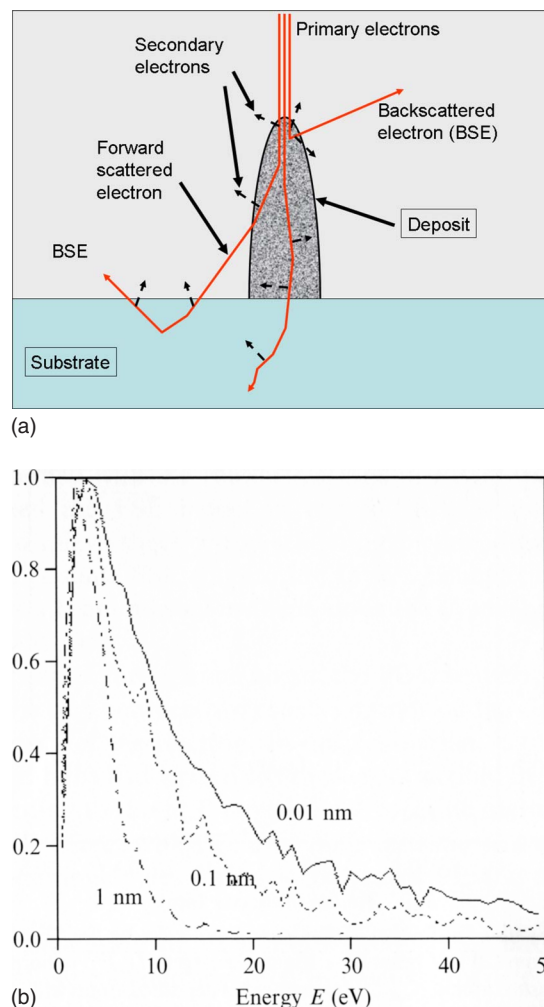 Primary electrons
Secondary
electrons
Backscattered
electron (BSE)
Forward
scattered
electron
Deposit
BSE
Substrate
(a)
1.0
0.8
0.6
0.4
0.2
0.0
0.01 nm
0.1 nm
1 nm
0
10
20
30
40
50
Energy E (eV)
(b)